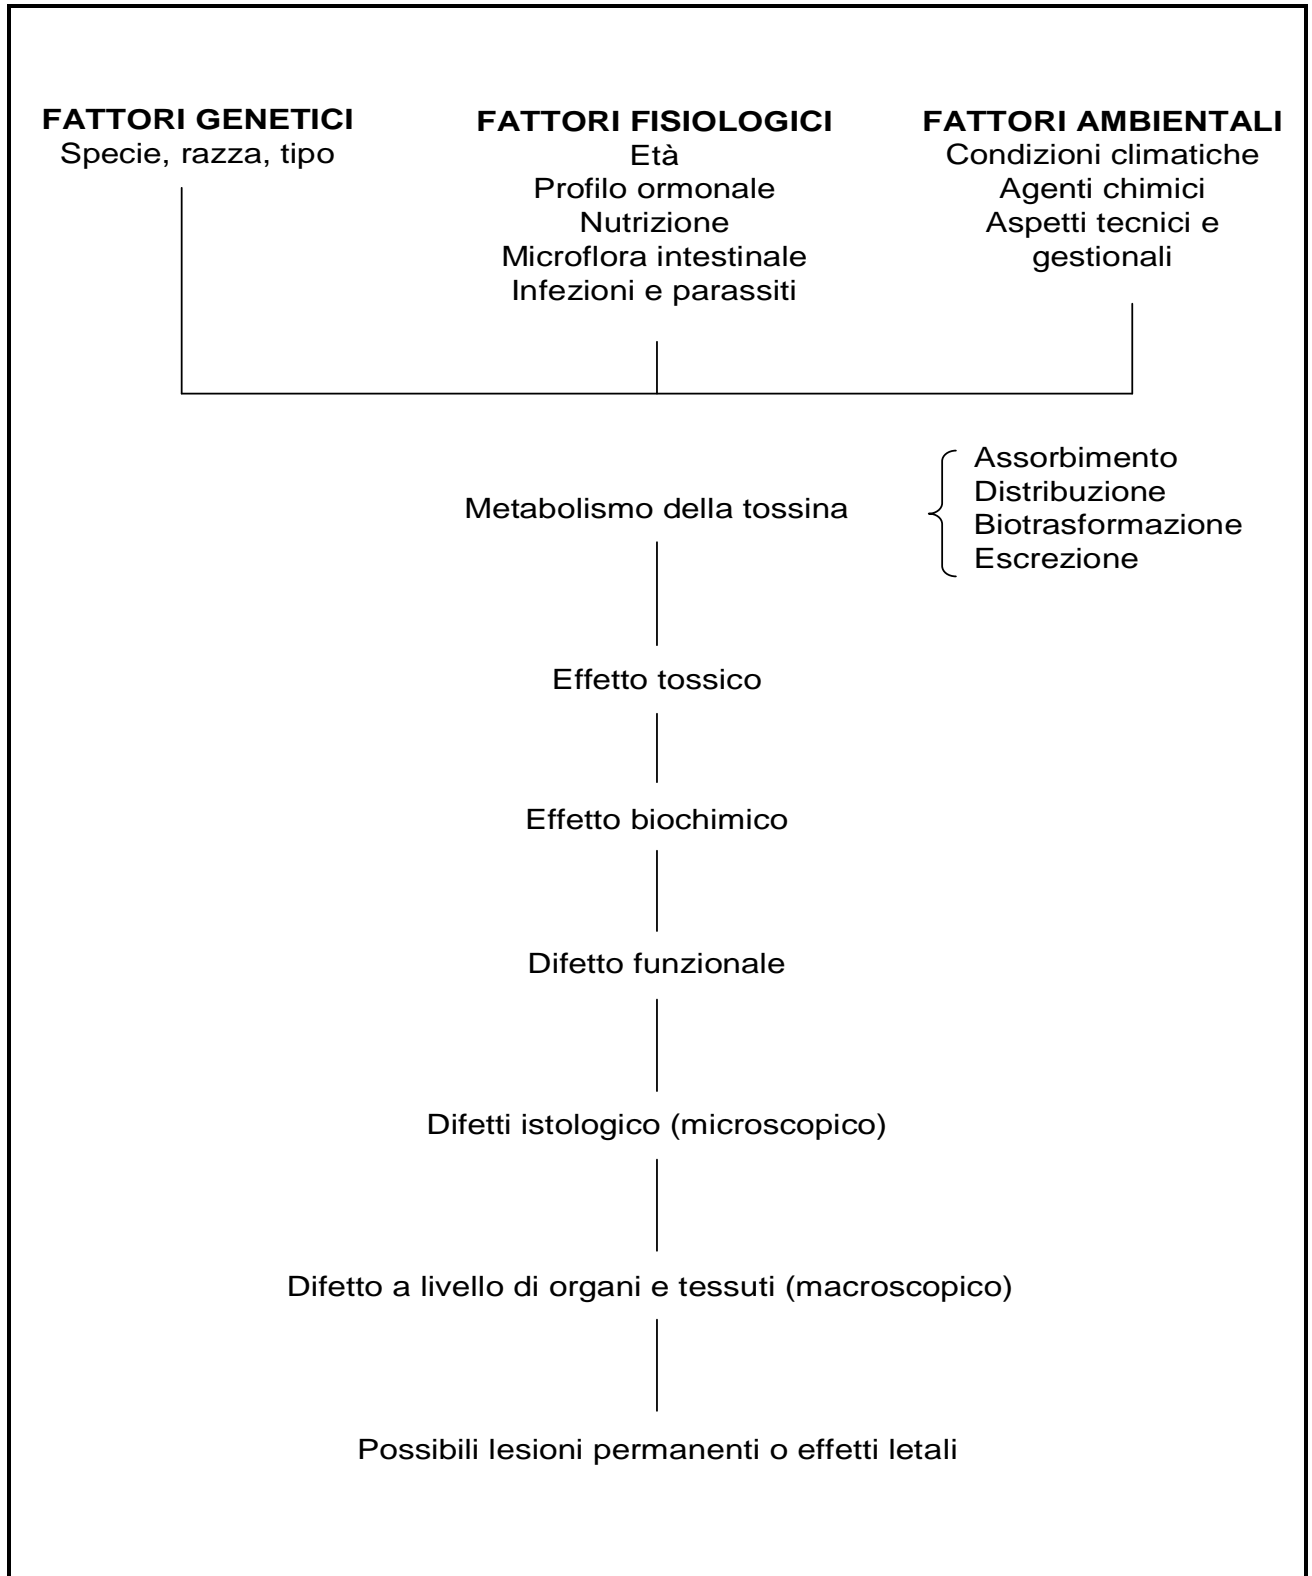 FATTORI GENETICI
Specie, razza, tipo
FATTORI FISIOLOGICI
Età
Profilo ormonale
Nutrizione
Microflora intestinale
Infezioni e parassiti
FATTORI AMBIENTALI
Condizioni climatiche
Agenti chimici
Aspetti tecnici e
gestionali
Metabolismo della tossina
Assorbimento
Distribuzione
Biotrasformazione
Escrezione
Effetto tossico
Effetto biochimico
Difetto funzionale
Difetti istologico (microscopico)
Difetto a livello di organi e tessuti (macroscopico)
Possibili lesioni permanenti o effetti letali